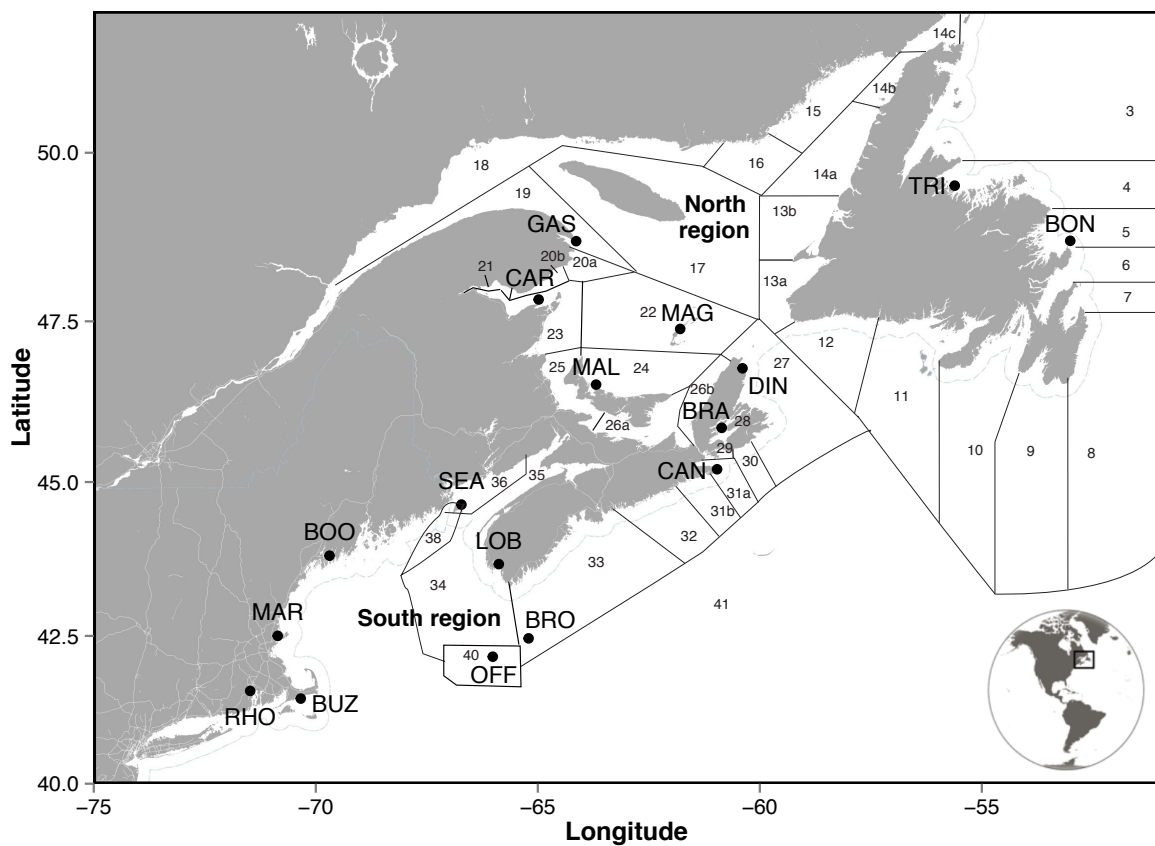 14c
14b
3
15
50.0
18
16
14a
TRI
4
19
North
region
13b
GAS
BON
5
20b
20a
17
6
21
CAR
13a
7
22
MAG
47.5
23
12
MAL
24
27
25
DIN
26b
11
BRA
26a
28
29
10
9
8
CAN
30
45.0
SEA
36
35
31a
31b
BOO
38
LOB
32
33
34
41
MAR
South region
BRO
42.5
40
OFF
RHO
BUZ
40.0
−75
−70
−65
−60
−55
Latitude
Longitude